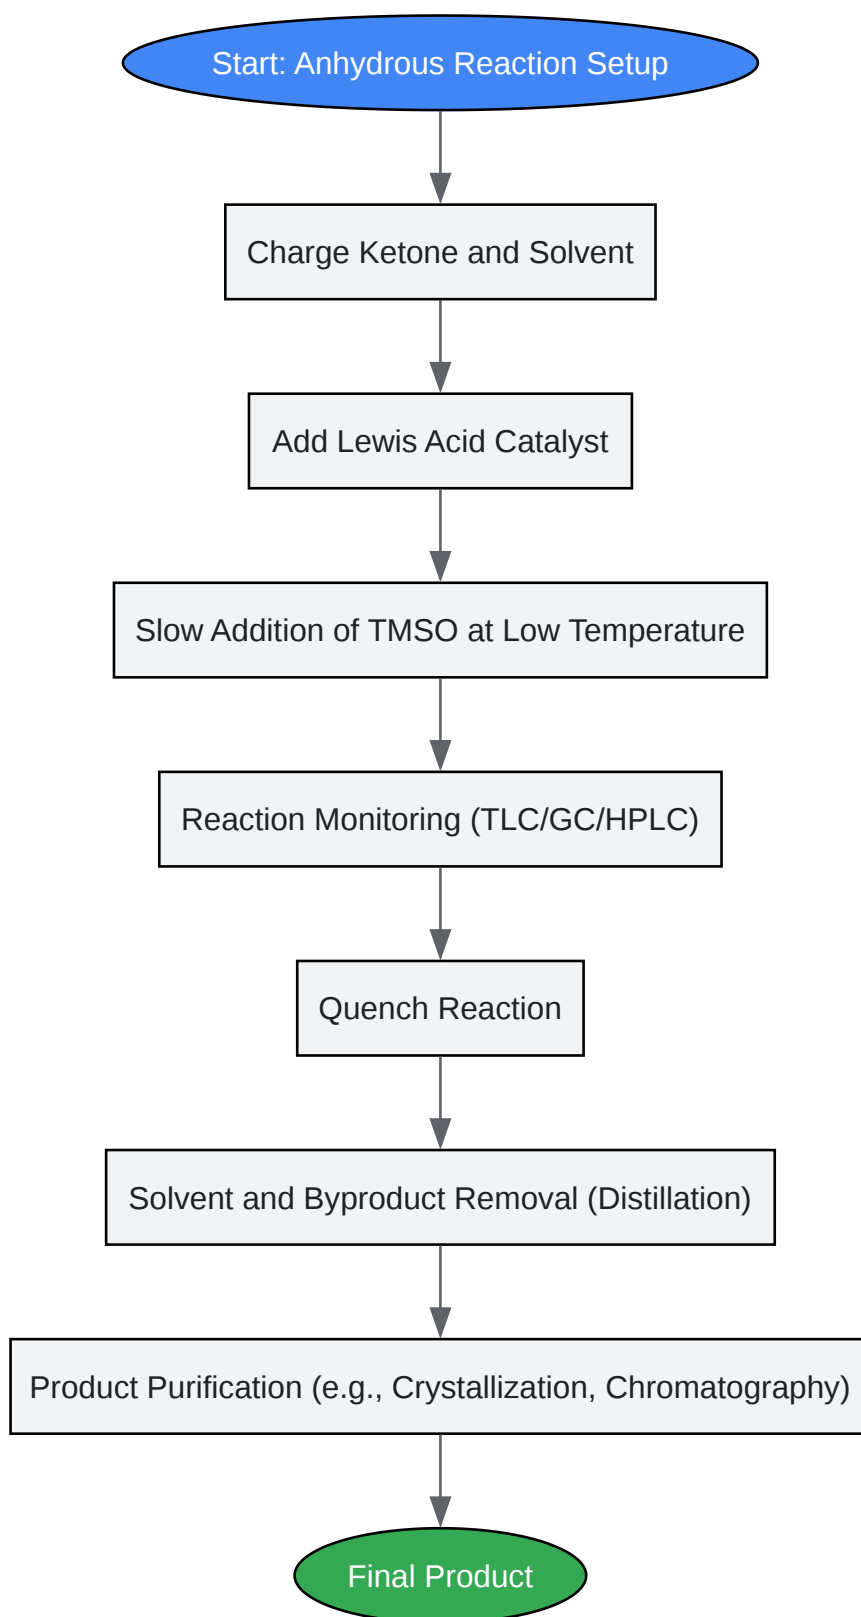 Start: Anhydrous Reaction Setup
Charge Ketone and Solvent
Add Lewis Acid Catalyst
Slow Addition of TMSO at Low Temperature
Reaction Monitoring (TLC/GC/HPLC)
Quench Reaction
Solvent and Byproduct Removal (Distillation)
Product Purification (e.g., Crystallization, Chromatography)
Final Product